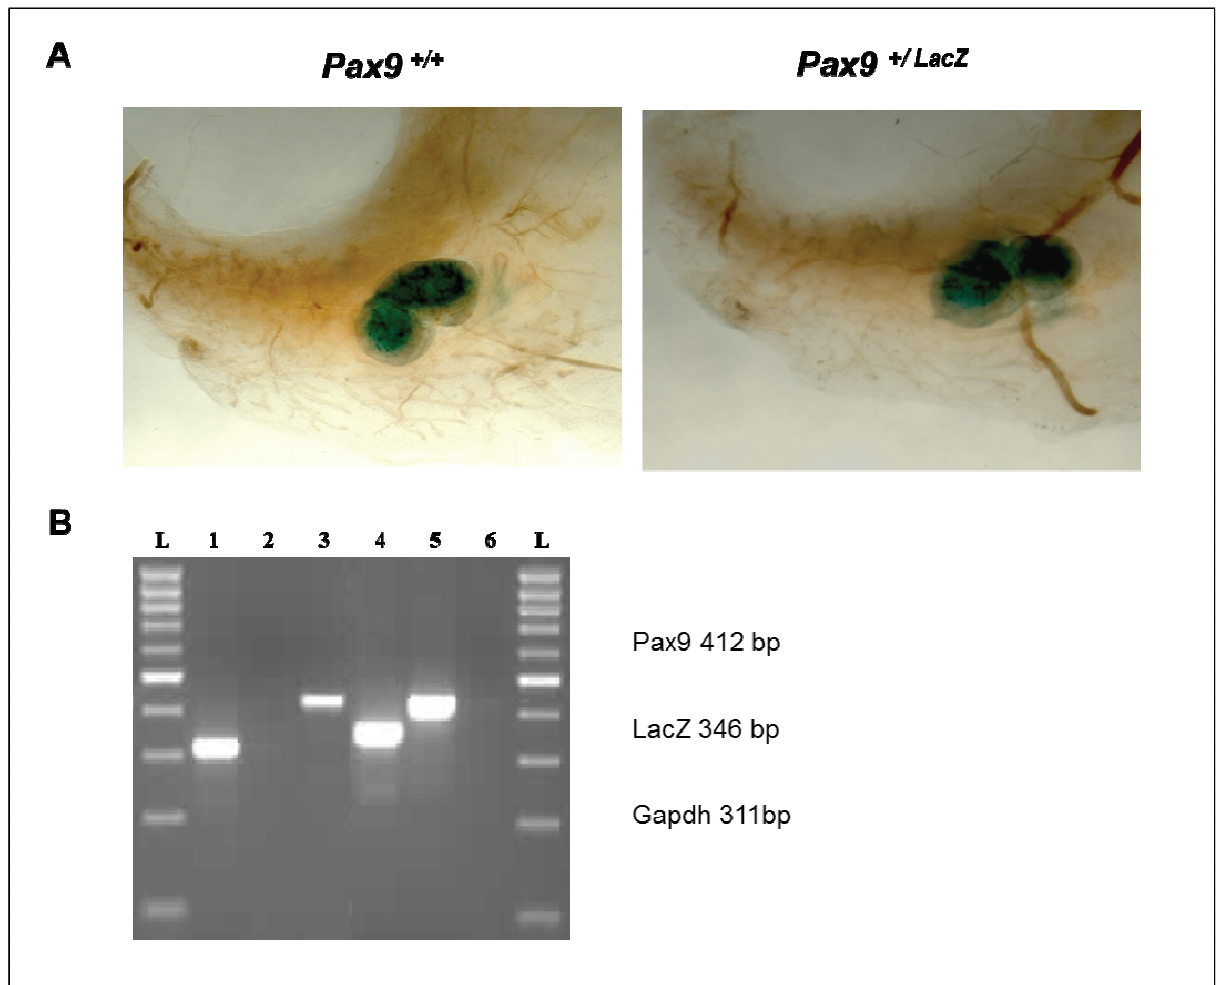 A
Pax9 +/+
Pax9 +/ LacZ
B
L 1 2 3 4 5 6 L
Pax9 412 bp
LacZ 346 bp
Gapdh 311bp